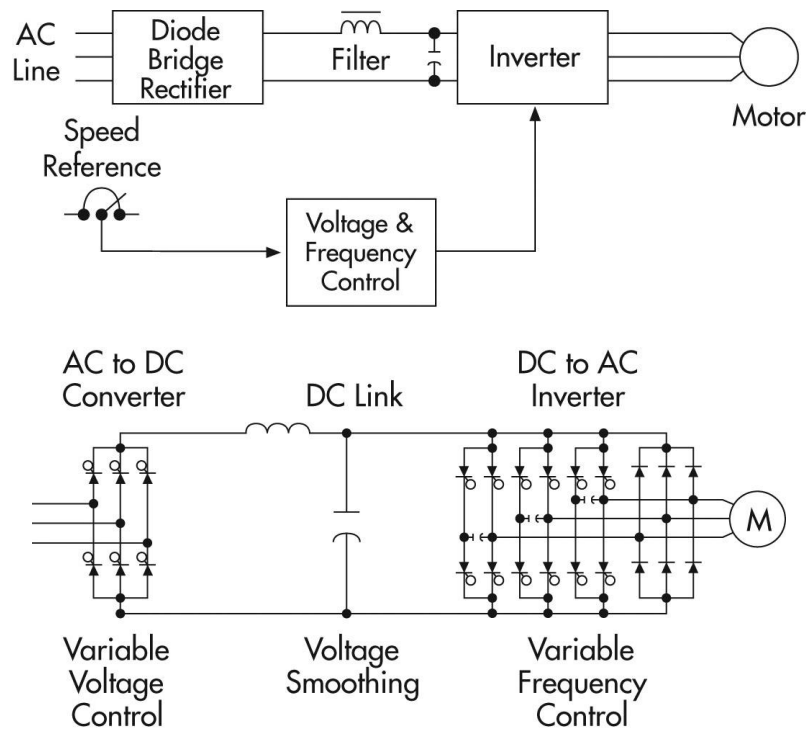 AC
Line
Diode
Bridge
Rectifier
Filter
Inverter
Motor
Speed
Reference
Voltage &
Frequency
Control
AC to DC
Converter
DC Link
DC to AC
Inverter
M
Variable
Voltage
Control
Voltage
Smoothing
Variable
Frequency
Control